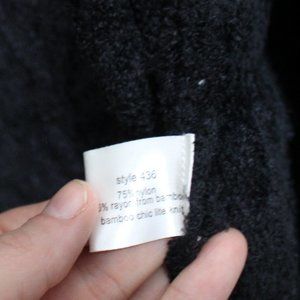 style 436
75% nylon
% rayon from bamboo
bamboo chic lite knit